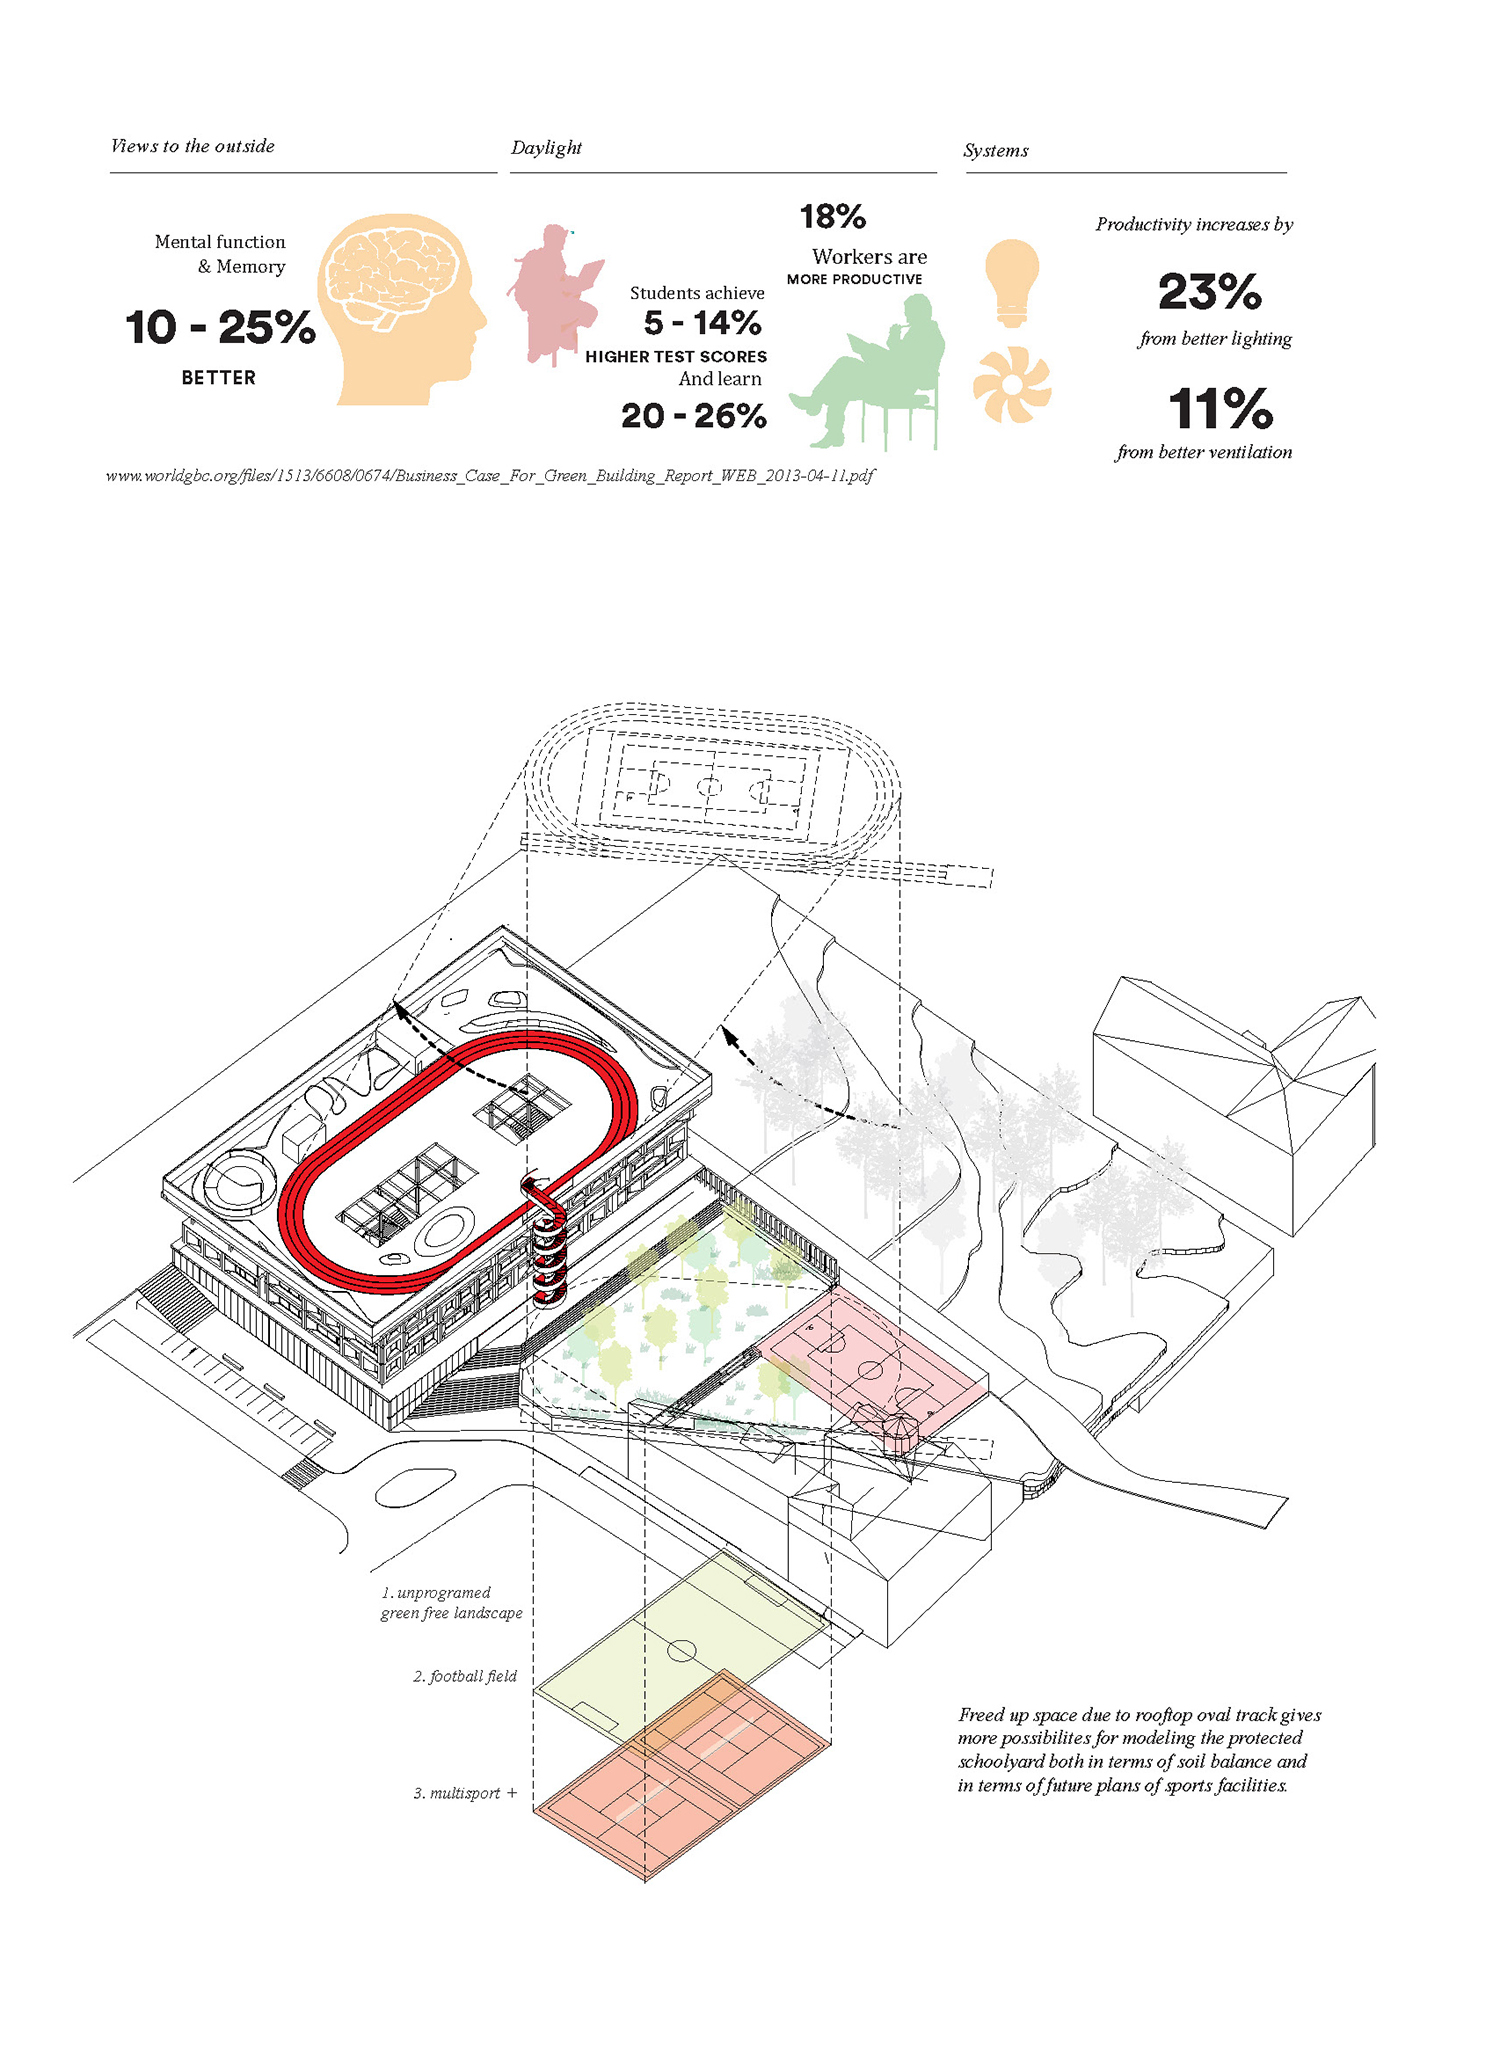 Views to the outside
Mental function
& Memory
10 - 25%
BETTER
Daylight
Students achieve
5 - 14%
HIGHER TEST SCORES
And learn
20 - 26%
18%
Workers are
MORE PRODUCTIVE
Systems
Productivity increases by
23%
from better lighting
11%
from better ventilation
www.worldgbc.org/files/1513/6608/0674/Business_Case_For_Green_Building_Report_WEB_2013-04-11.pdf
1. unprogramed
green free landscape
2. football field
3. multisport +
Freed up space due to rooftop oval track gives
more possibilites for modeling the protected
schoolyard both in terms of soil balance and
in terms of future plans of sports facilities.